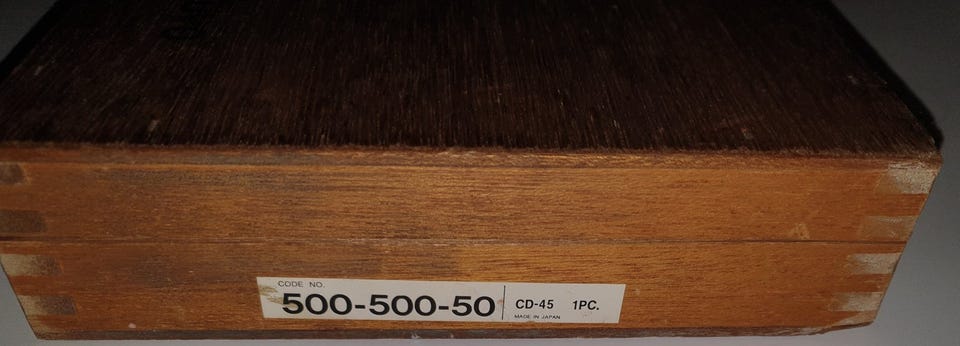 CODE NO.
500-500-50
CD-45 1PC.
MADE IN JAPAN